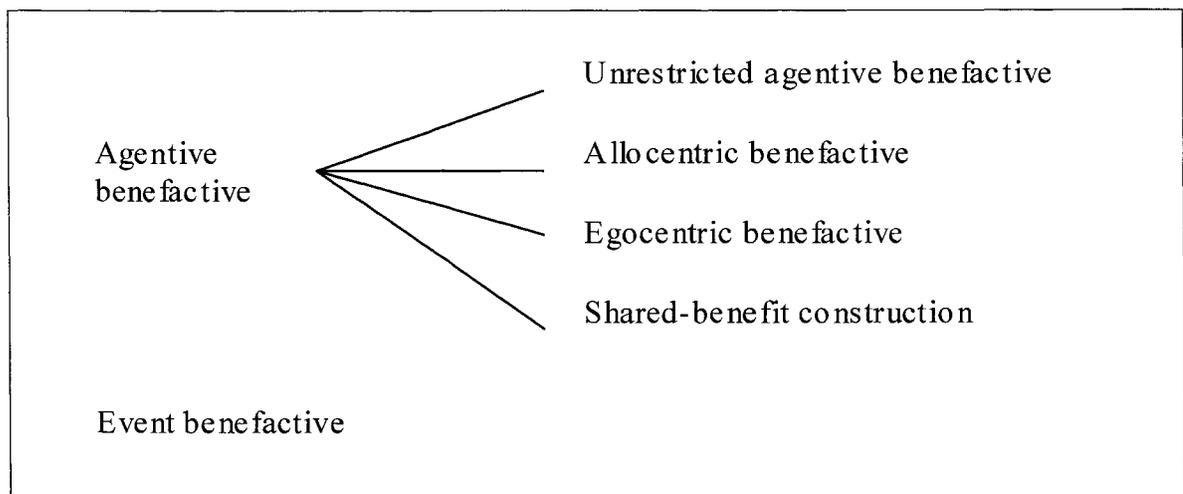 Unrestricted agentive benefactive
Agentive
benefactive
Allocentric benefactive
Egocentric benefactive
Shared-benefit construction
Event benefactive